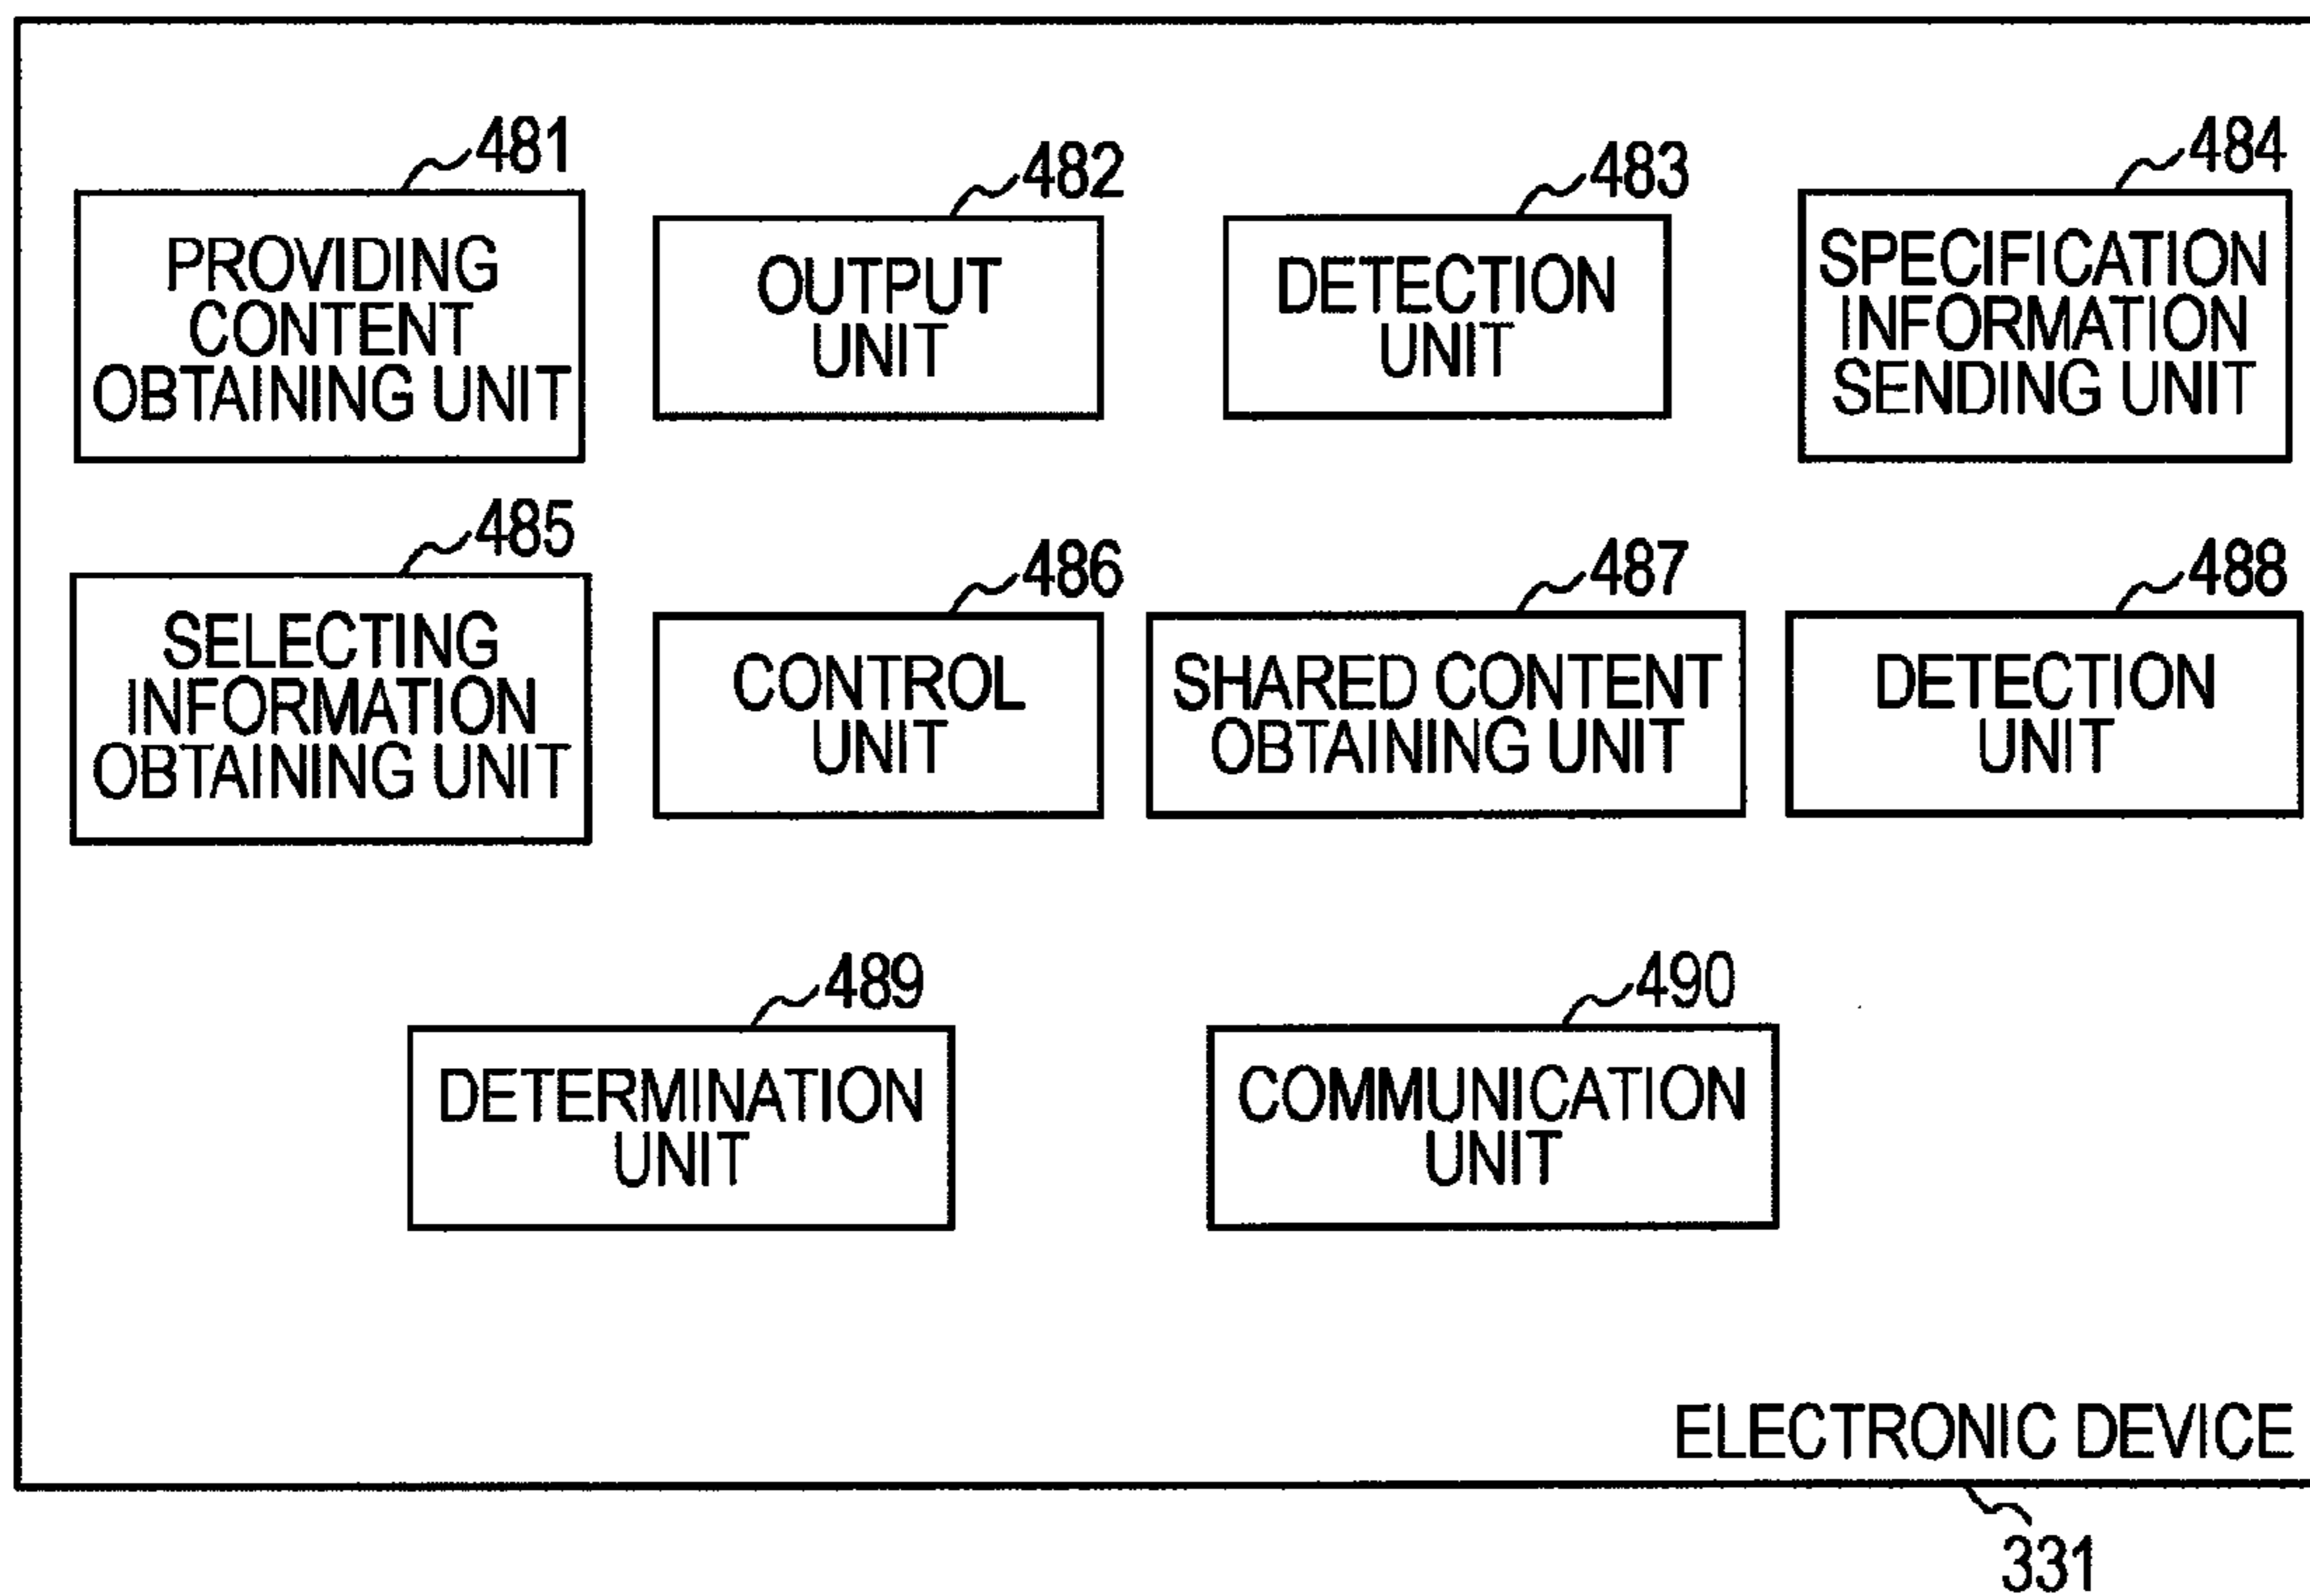 481
PROVIDING
CONTENT
OBTAINING UNIT
482
OUTPUT
UNIT
483
DETECTION
UNIT
484
SPECIFICATION
INFORMATION
SENDING UNIT
485
SELECTING
INFORMATION
OBTAINING UNIT
486
CONTROL
UNIT
487
SHARED CONTENT
OBTAINING UNIT
488
DETECTION
UNIT
489
DETERMINATION
UNIT
490
COMMUNICATION
UNIT
ELECTRONIC DEVICE
331